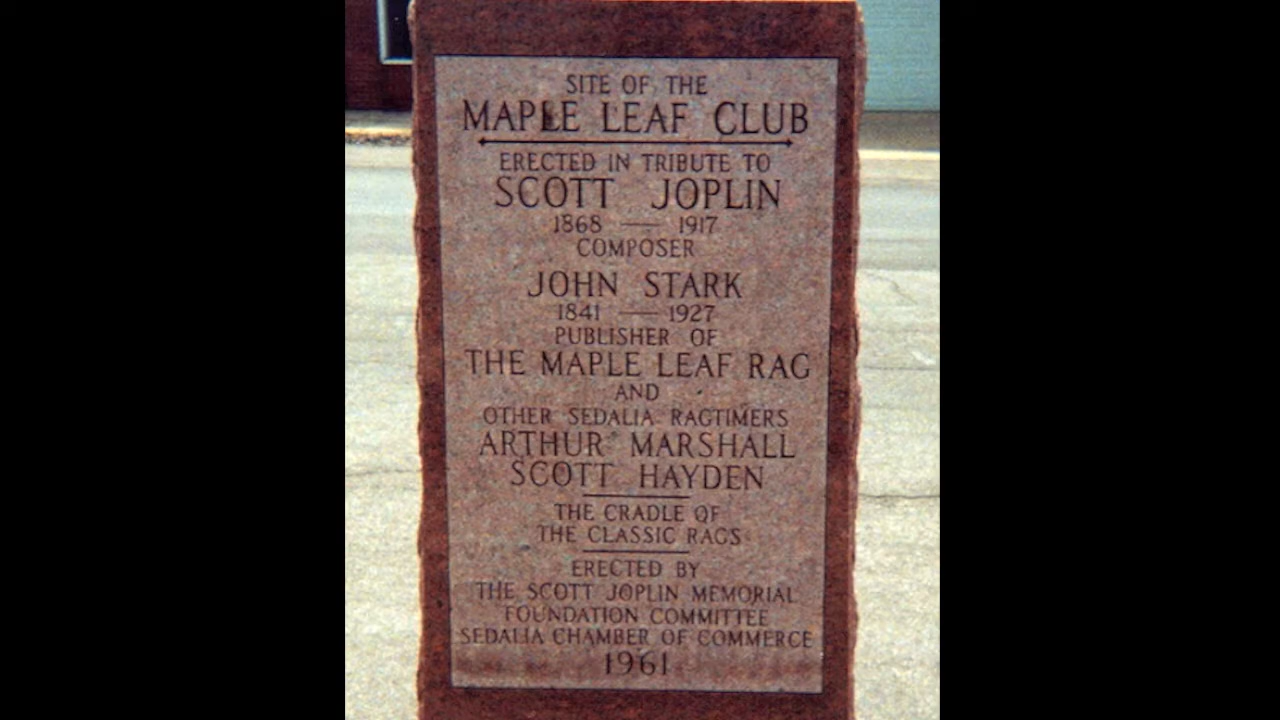 SITE OF THE
MAPLE LEAF CLUB
ERECTED IN TRIBUTE TO
SCOTT JOPLIN
1868 — 1917
COMPOSER
JOHN STARK
1841 — 1927
PUBLISHER OF
THE MAPLE LEAF RAG
AND
OTHER SEDALIA RAGTIMERS
ARTHUR MARSHALL
SCOTT HAYDEN
THE CRADLE OF
THE CLASSIC RAGS
ERECTED BY
THE SCOTT JOPLIN MEMORIAL
FOUNDATION COMMITTEE
SEDALIA CHAMBER OF COMMERCE
1961